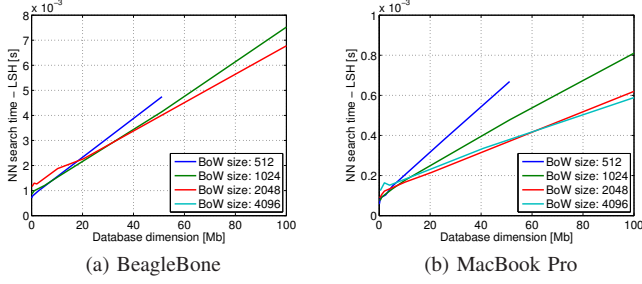 x 10⁻³
8
7
6
5
4
3
2
1
0
NN search time − LSH [s]
0 20 40 60 80 100
Database dimension [Mb]
BoW size: 512
BoW size: 1024
BoW size: 2048
BoW size: 4096
(a) BeagleBone
x 10⁻³
1
0.8
0.6
0.4
0.2
0
NN search time − LSH [s]
0 20 40 60 80 100
Database dimension [Mb]
BoW size: 512
BoW size: 1024
BoW size: 2048
BoW size: 4096
(b) MacBook Pro